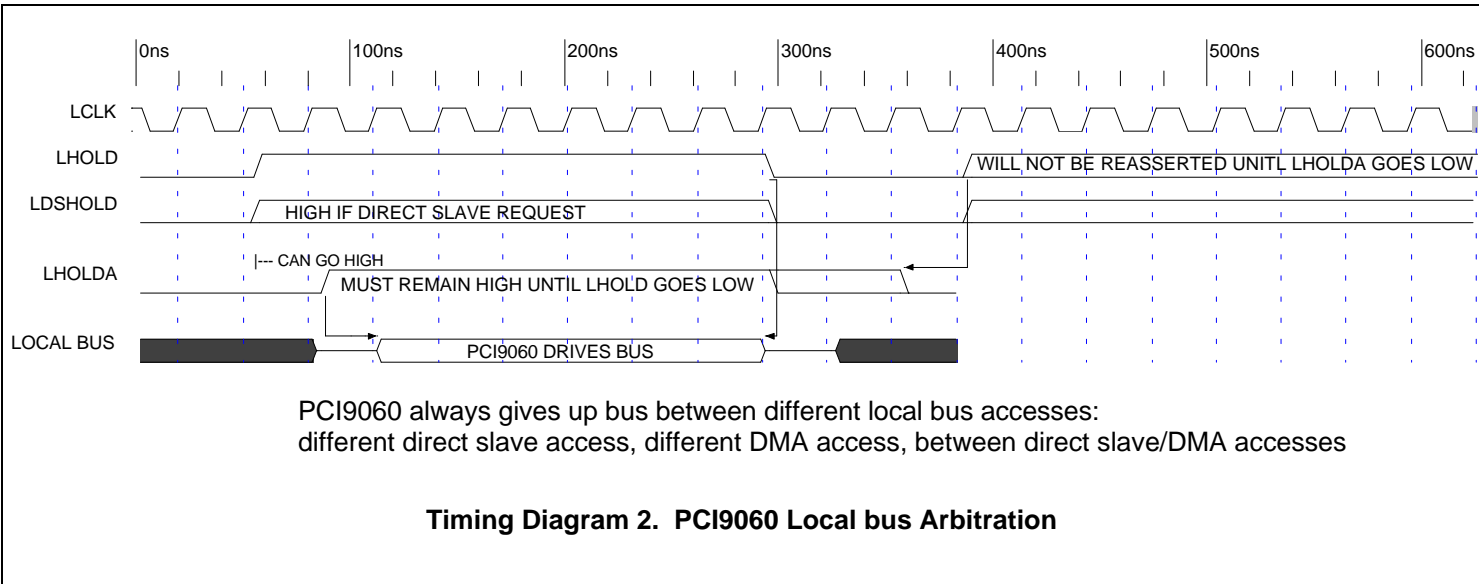 0ns 100ns 200ns 300ns 400ns 500ns 600ns
LCLK
LHOLD WILL NOT BE REASSERTED UNITL LHOLDA GOES LOW
LDSHOLD HIGH IF DIRECT SLAVE REQUEST
|--- CAN GO HIGH
LHOLDA MUST REMAIN HIGH UNTIL LHOLD GOES LOW
LOCAL BUS PCI9060 DRIVES BUS
PCI9060 always gives up bus between different local bus accesses:
different direct slave access, different DMA access, between direct slave/DMA accesses
Timing Diagram 2. PCI9060 Local bus Arbitration